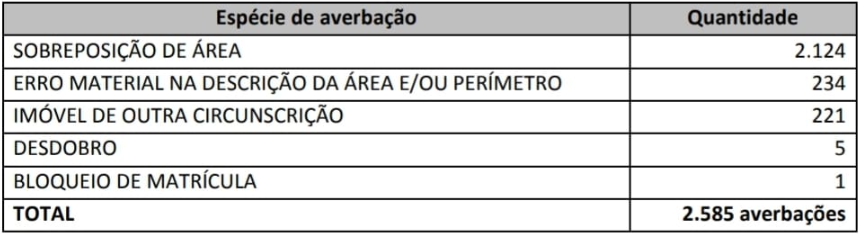 Espécie de averbação Quantidade
SOBREPOSIÇÃO DE ÁREA 2.124
ERRO MATERIAL NA DESCRIÇÃO DA ÁREA E/OU PERÍMETRO 234
IMÓVEL DE OUTRA CIRCUNSCRIÇÃO 221
DESDOBRO 5
BLOQUEIO DE MATRÍCULA 1
TOTAL 2.585 averbações